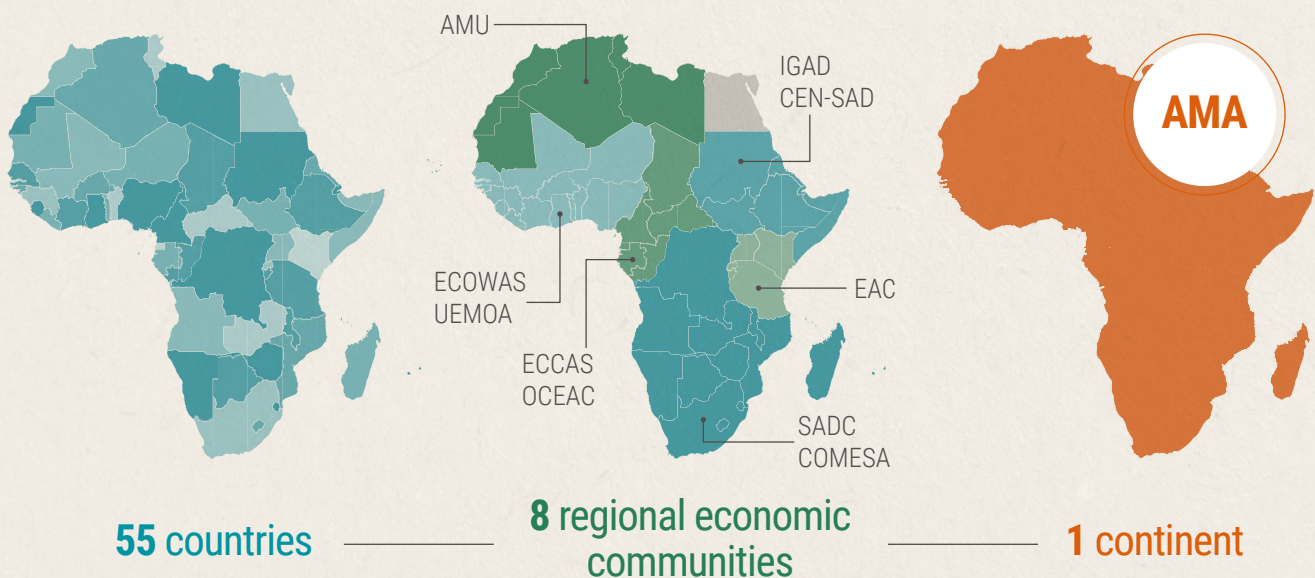 AMU
IGAD
CEN-SAD
ECOWAS
UEMOA
EAC
ECCAS
OCEAC
SADC
COMESA
AMA
55 countries
8 regional economic
communities
1 continent